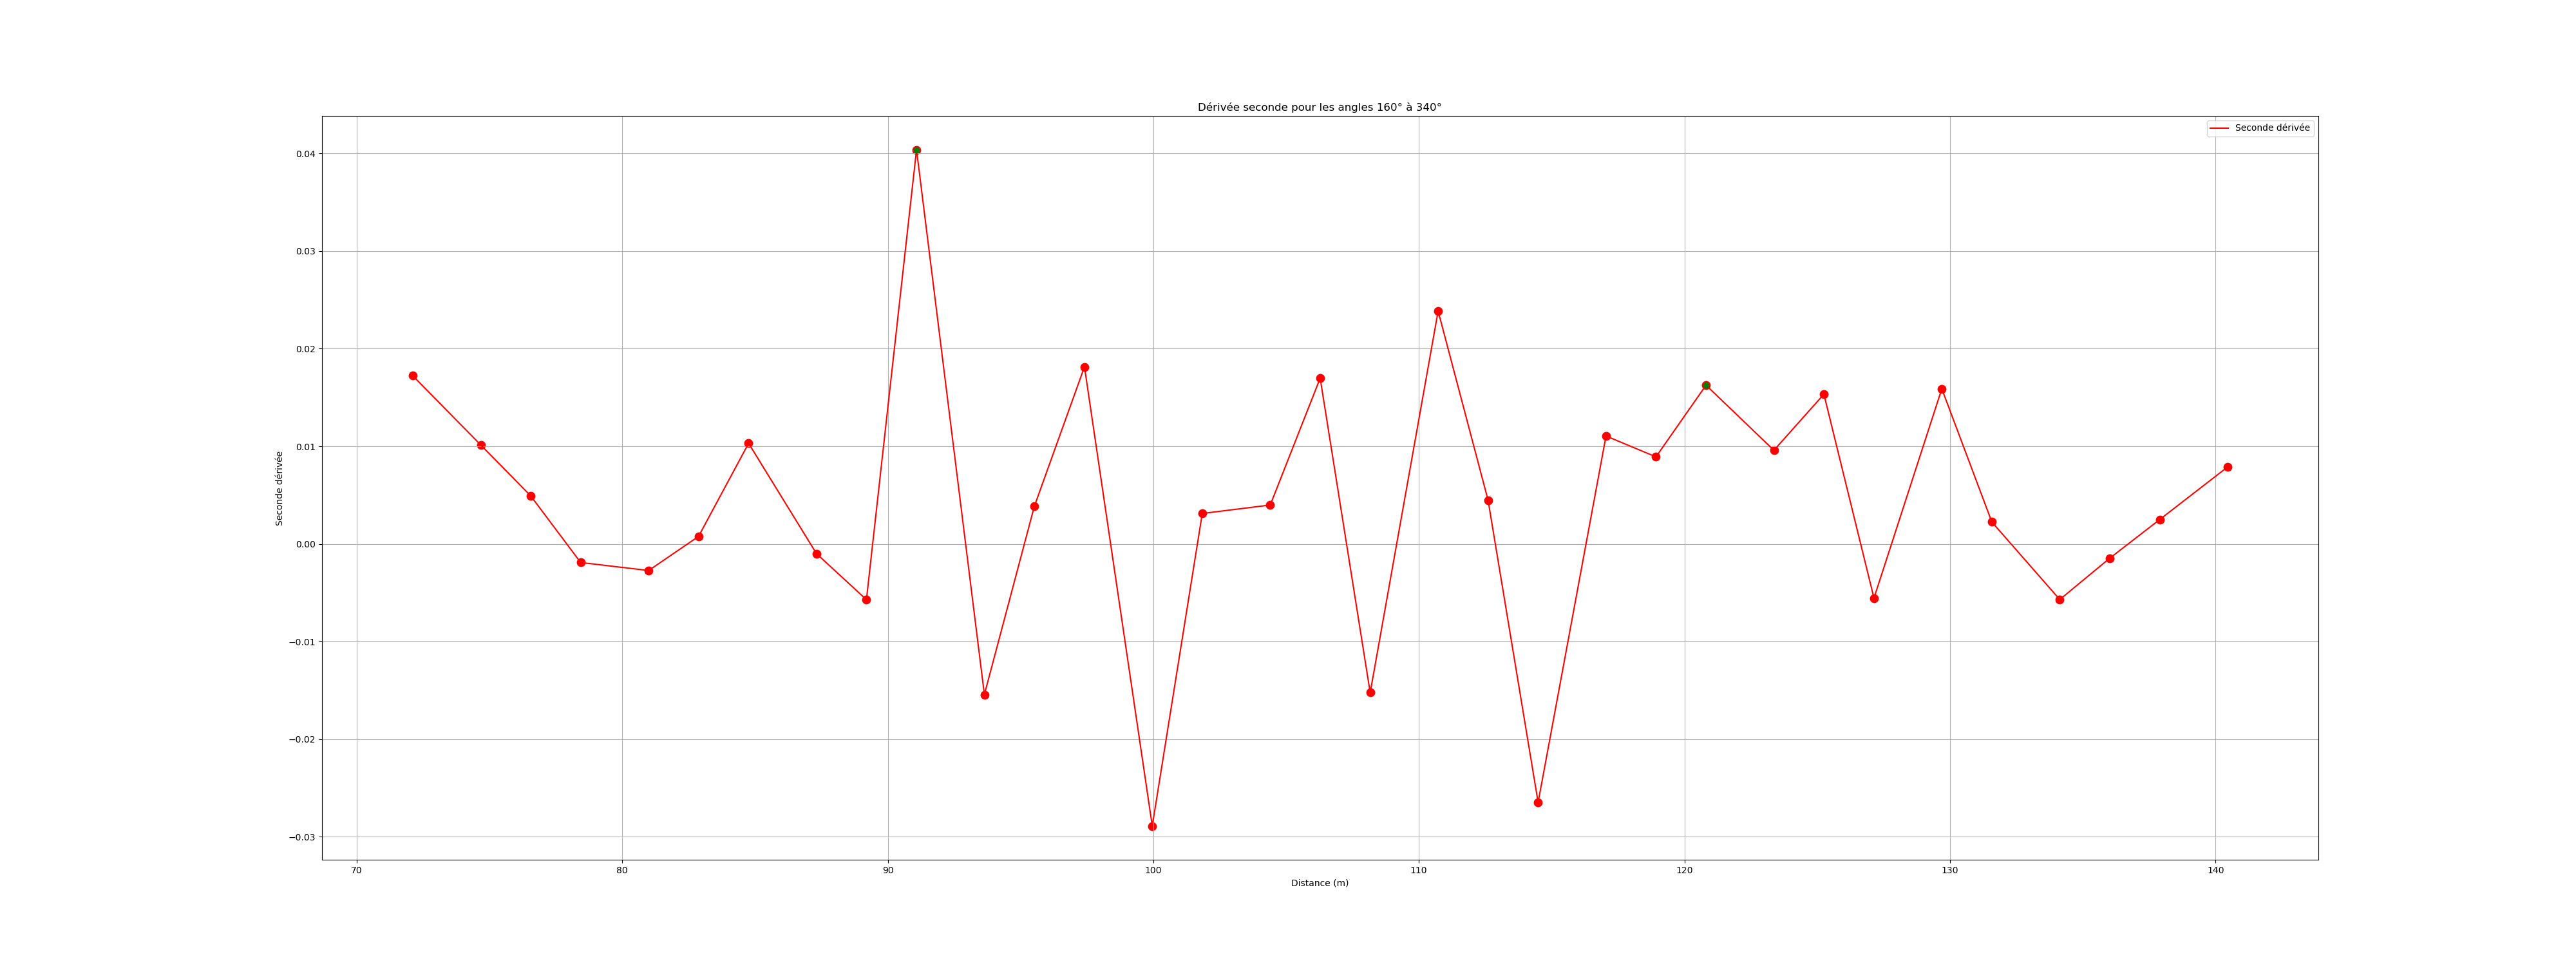 Dérivée seconde pour les angles 160° à 340°
Seconde dérivée
0.04
0.03
0.02
0.01
0.00
−0.01
−0.02
−0.03
Seconde dérivée
70 80 90 100 110 120 130 140
Distance (m)